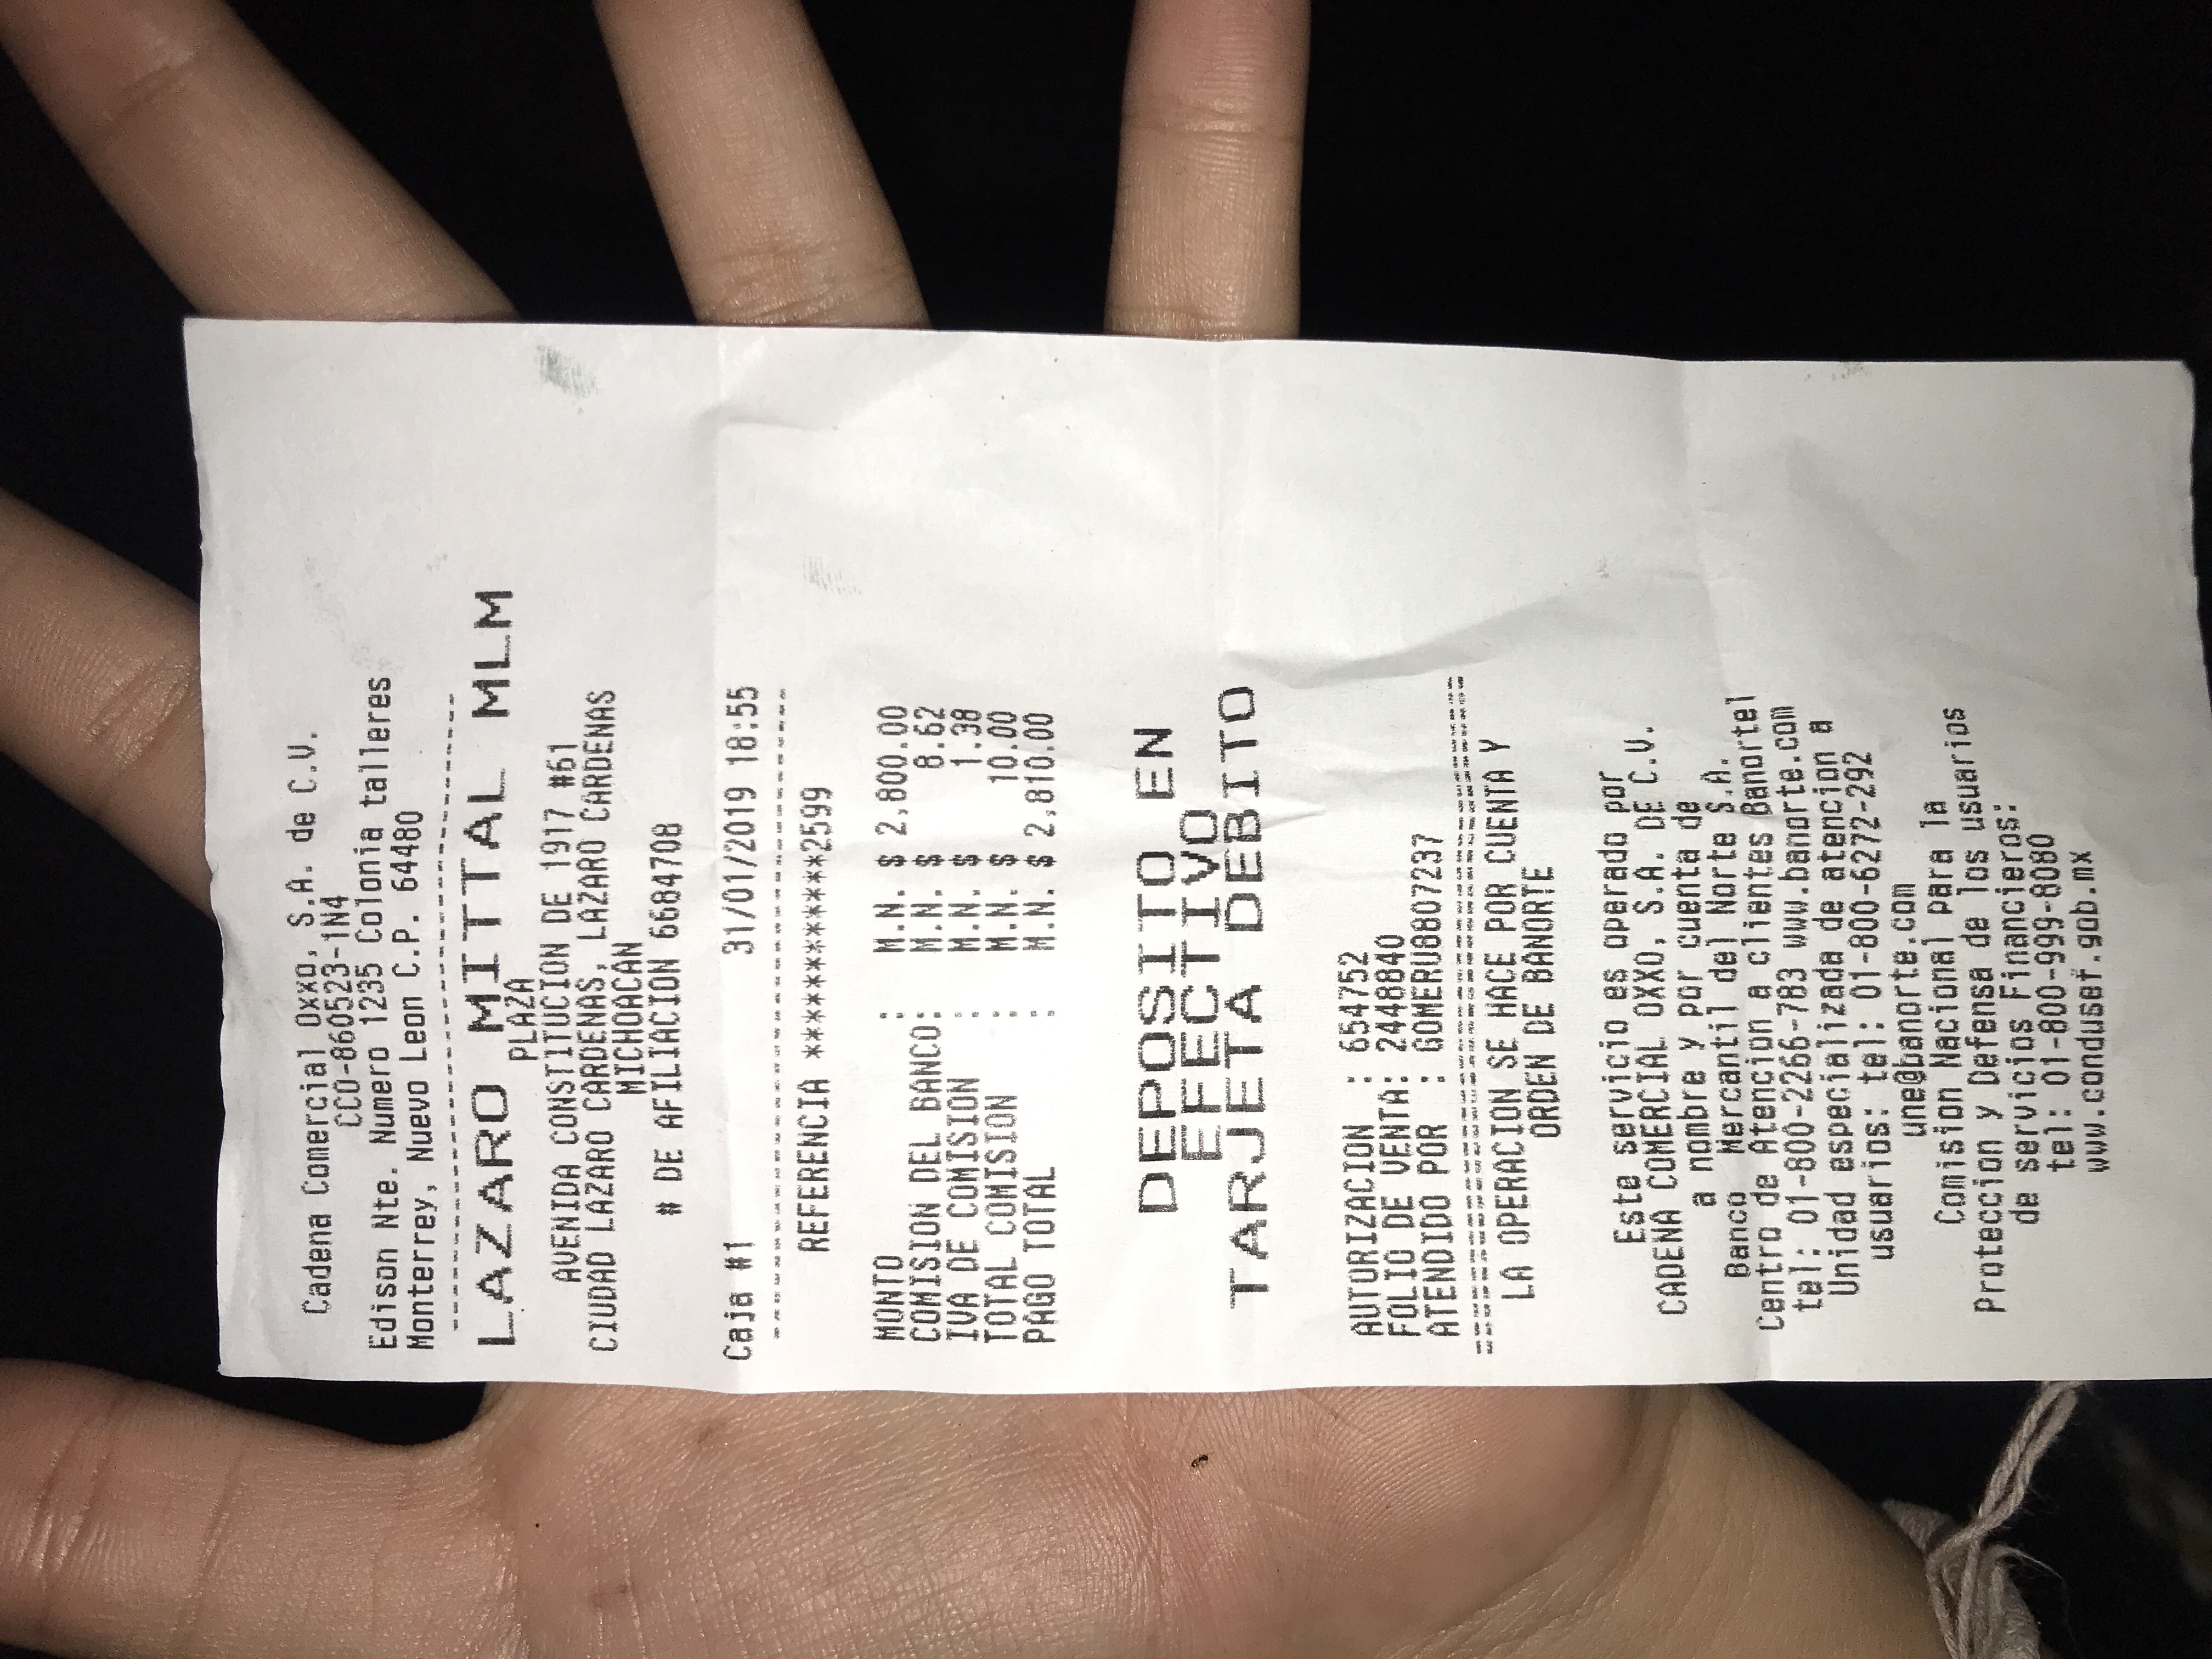 Cadena Comercial Oxxo, S.A. de C.V.
CCO-860523-1N4
Edison Nte. Numero 1235 Colonia talleres
Monterrey, Nuevo Leon C.P. 64480
LAZARO MITTAL MLM
PLAZA
AVENIDA CONSTITUCION DE 1917 #61
CIUDAD LAZARO CARDENAS, LAZARO CARDENAS
MICHOACAN
# DE AFILIACION 6684708
Caja #1 31/01/2019 18:55
REFERENCIA ************2599
MONTO : M.N. $ 2,800.00
COMISION DEL BANCO: M.N. $ 8.62
IVA DE COMISION : M.N. $ 1.38
TOTAL COMISION : M.N. $ 10.00
PAGO TOTAL : M.N. $ 2,810.00
DEPOSITO EN
EFECTIVO
TARJETA DEBITO
AUTORIZACION : 654752
FOLIO DE VENTA: 2448840
ATENDIDO POR : GOMERU8807237
LA OPERACION SE HACE POR CUENTA Y
ORDEN DE BANORTE
Este servicio es operado por
CADENA COMERCIAL OXXO, S.A. DE C.V.
a nombre y por cuenta de
Banco Mercantil del Norte S.A.
Centro de Atencion a clientes Banortel
tel: 01-800-2266-783 www.banorte.com
Unidad especializada de atencion a
usuarios: tel: 01-800-6272-292
une@banorte.com
Comision Nacional para la
Proteccion y Defensa de los usuarios
de servicios Financieros:
tel: 01-800-999-8080
www.condusef.gob.mx